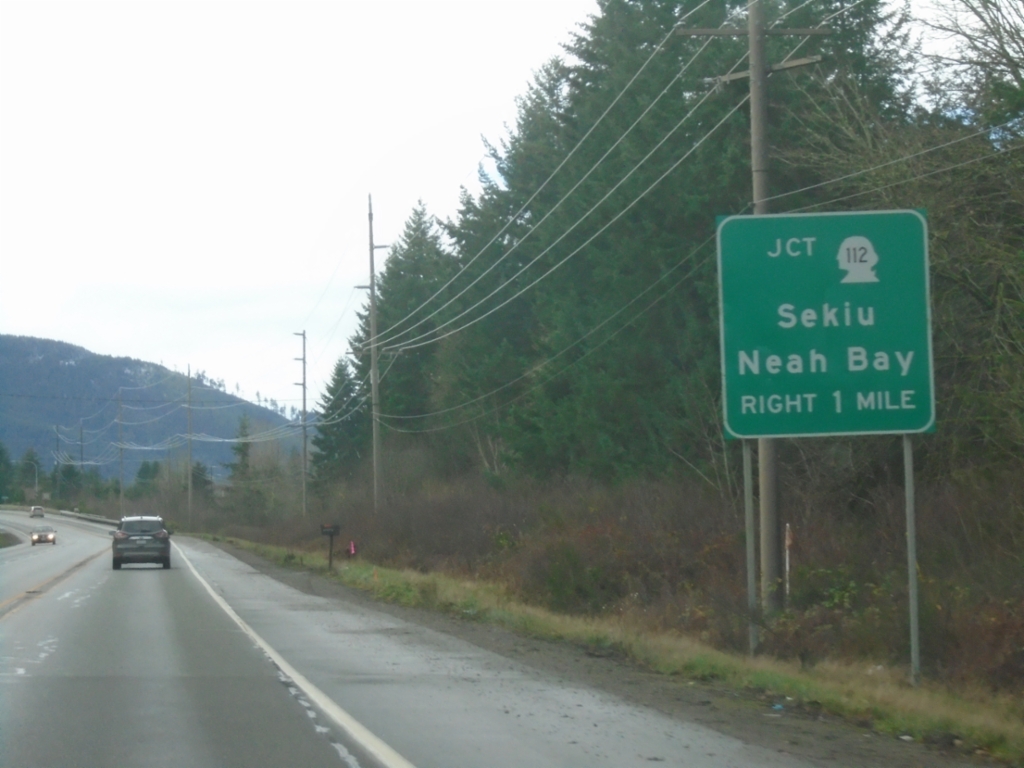 JCT 112
Sekiu
Neah Bay
RIGHT 1 MILE